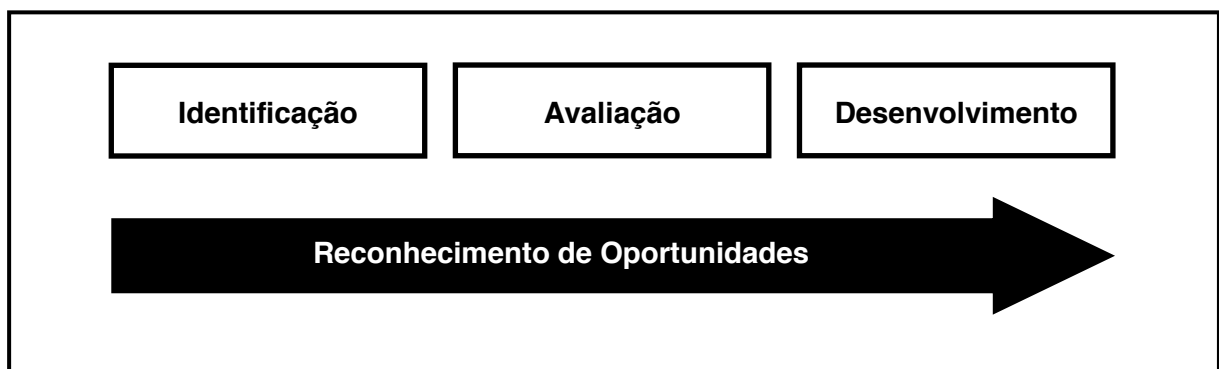 Identificação
Avaliação
Desenvolvimento
Reconhecimento de Oportunidades